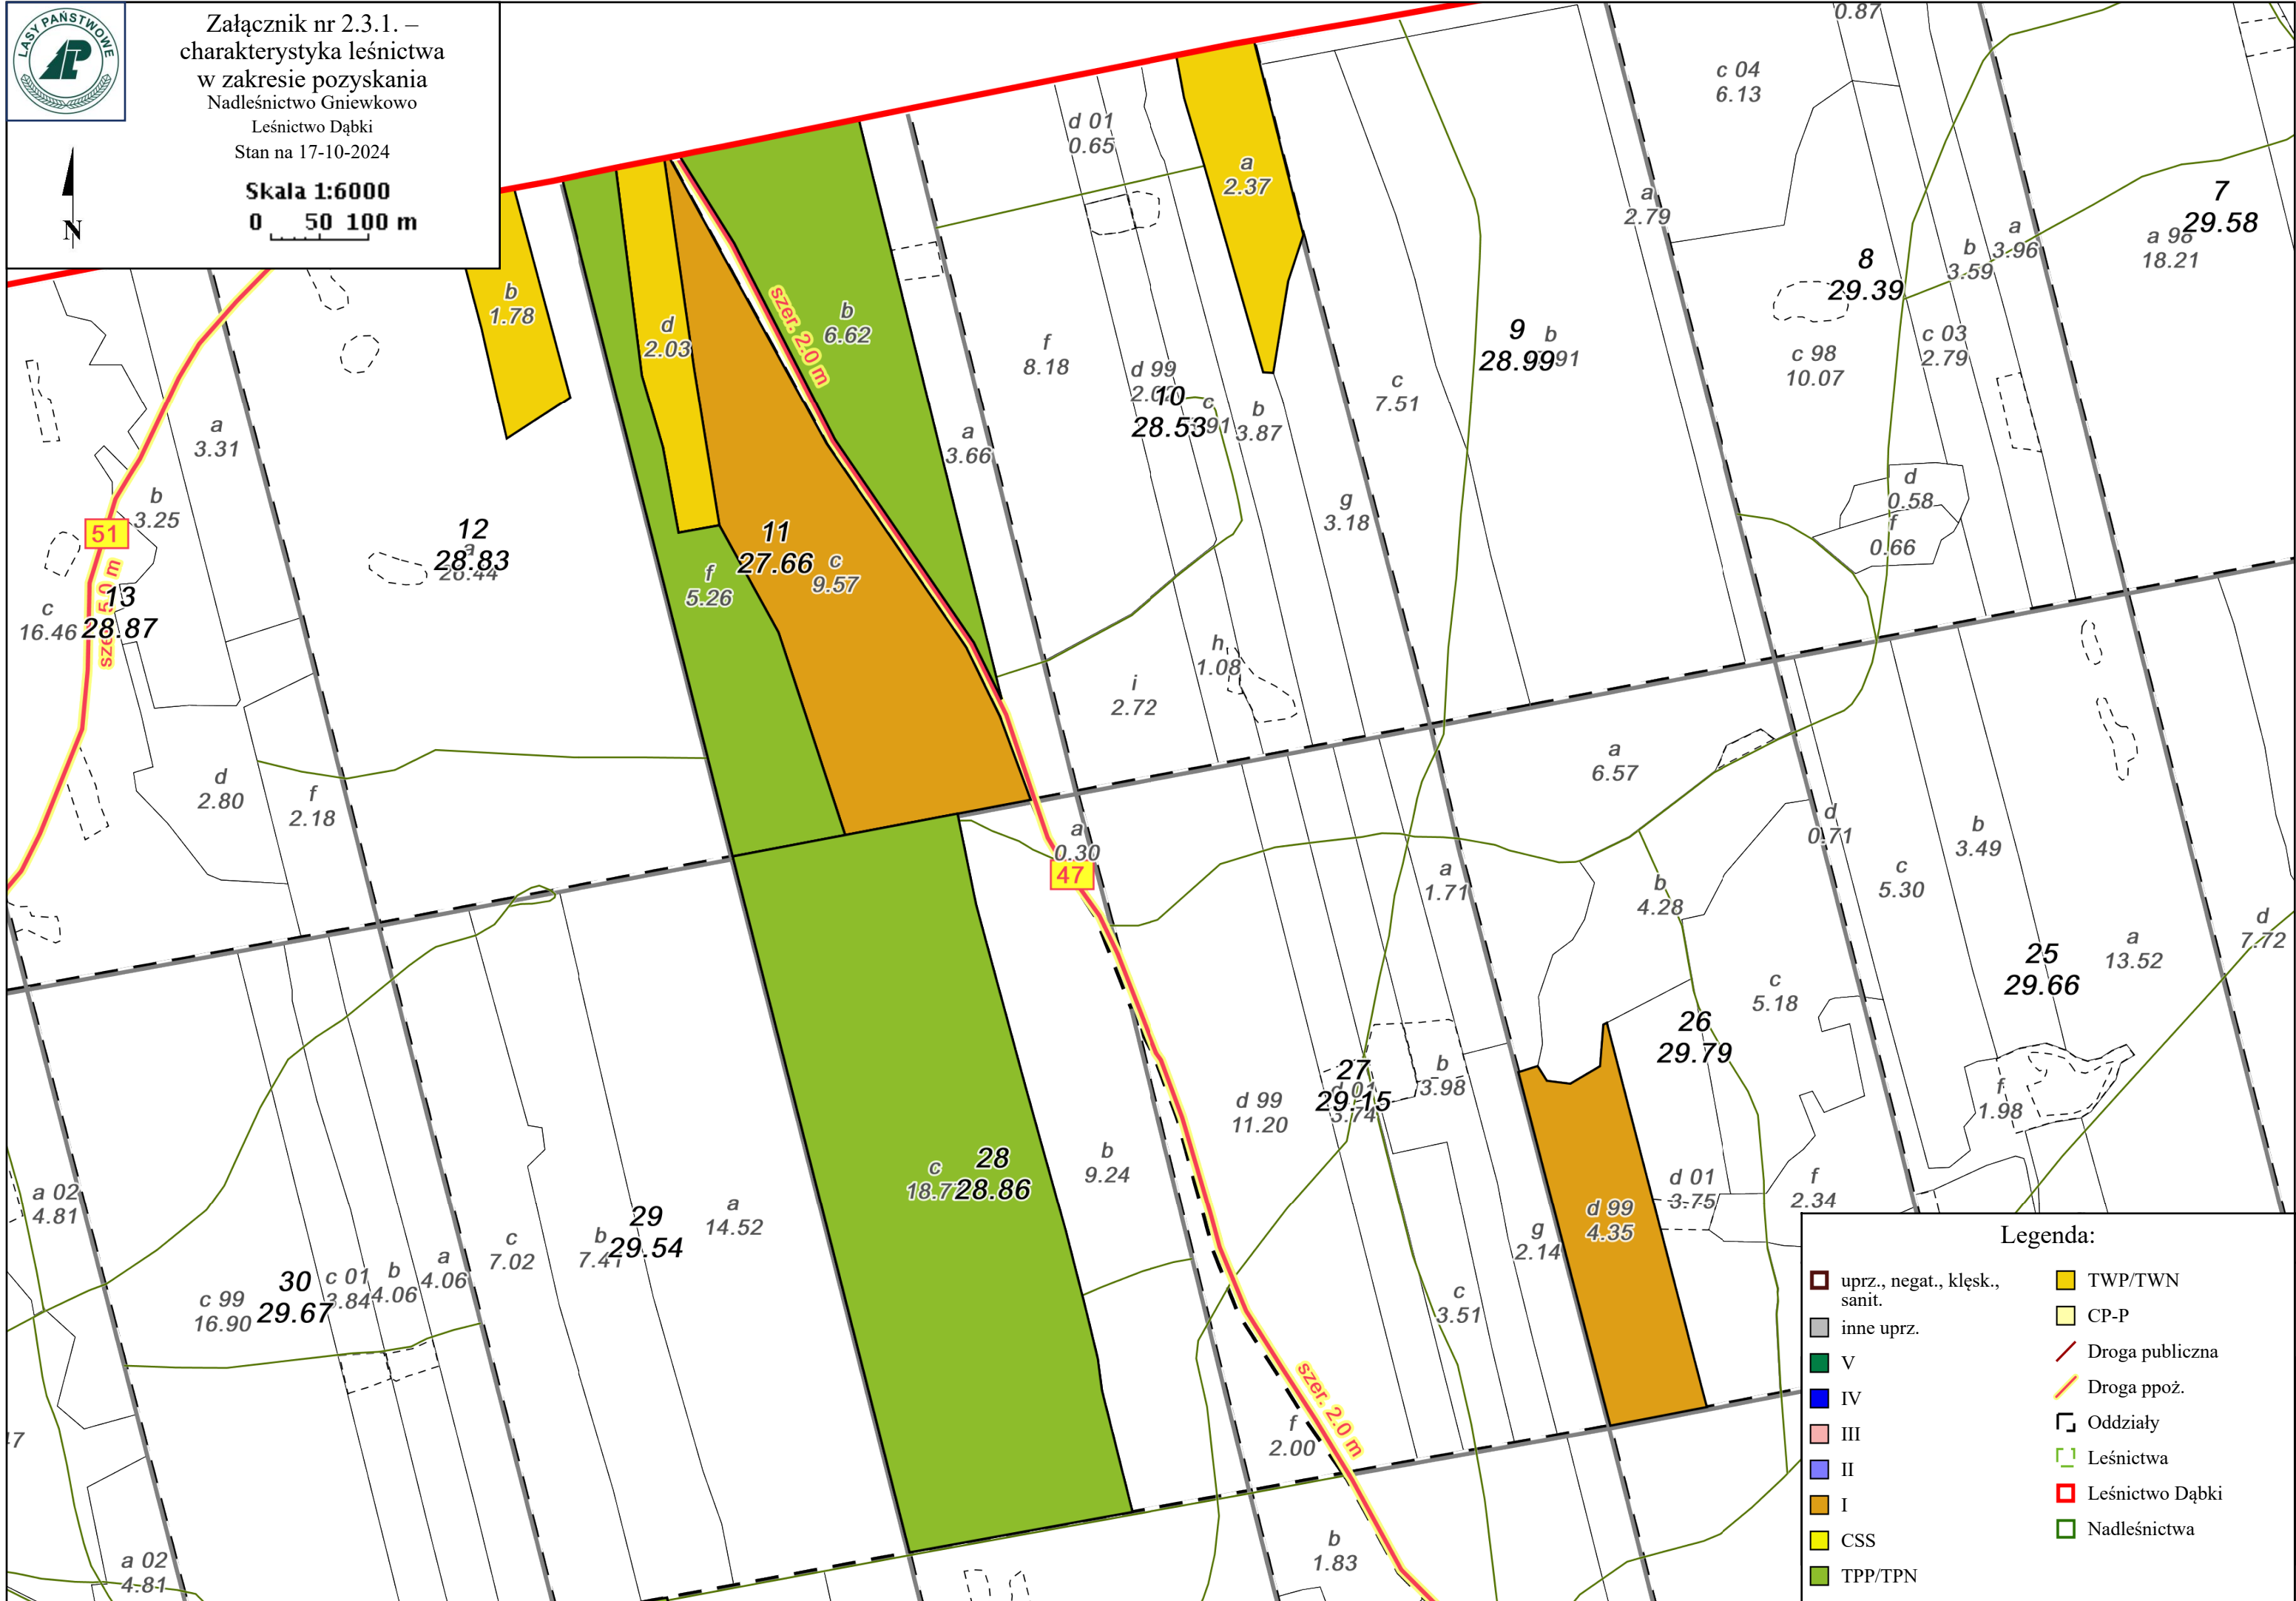 LASY PAŃSTWOWE
Załącznik nr 2.3.1. –
charakterystyka leśnictwa
w zakresie pozyskania
Nadleśnictwo Gniewkowo
Leśnictwo Dąbki
Stan na 17-10-2024
Skala 1:6000
0 50 100 m
N
0.87
c 04
6.13
d 01
0.65
a
2.37
a
2.79
7
29.58
a 98
18.21
a
3.96
b
3.59
8
29.39
b
1.78
d
2.03
szer. 2.0 m
b
6.62
f
8.18
9
28.99
b
91
c 03
2.79
c 98
10.07
d 99
10
28.53
c
91
b
3.87
c
7.51
a
3.31
a
3.66
b
3.25
51
g
3.18
d
0.58
f
0.66
12
28.83
a
26.44
11
27.66
c
9.57
f
5.26
13
28.87
c
16.46
h
1.08
i
2.72
a
6.57
d
2.80
f
2.18
a
0.30
47
d
0.71
b
3.49
c
5.30
a
1.71
b
4.28
d
7.72
a
13.52
25
29.66
c
5.18
26
29.79
27
29.15
d 01
3.74
b
3.98
d 99
11.20
f
1.98
28
28.86
c
b
9.24
a 02
4.81
29
29.54
b
a
14.52
c
7.02
d 99
4.35
d 01
3.75
f
2.34
g
2.14
30
29.67
c 99
16.90
c 01
3.84
b
4.06
a
4.06
c
3.51
szer. 2.0 m
f
2.00
b
1.83
a 02
4.81
Legenda:
uprz., negat., klęsk.,
sanit.
inne uprz.
V
IV
III
II
I
CSS
TPP/TPN
TWP/TWN
CP-P
Droga publiczna
Droga ppoż.
Oddziały
Leśnictwa
Leśnictwo Dąbki
Nadleśnictwa